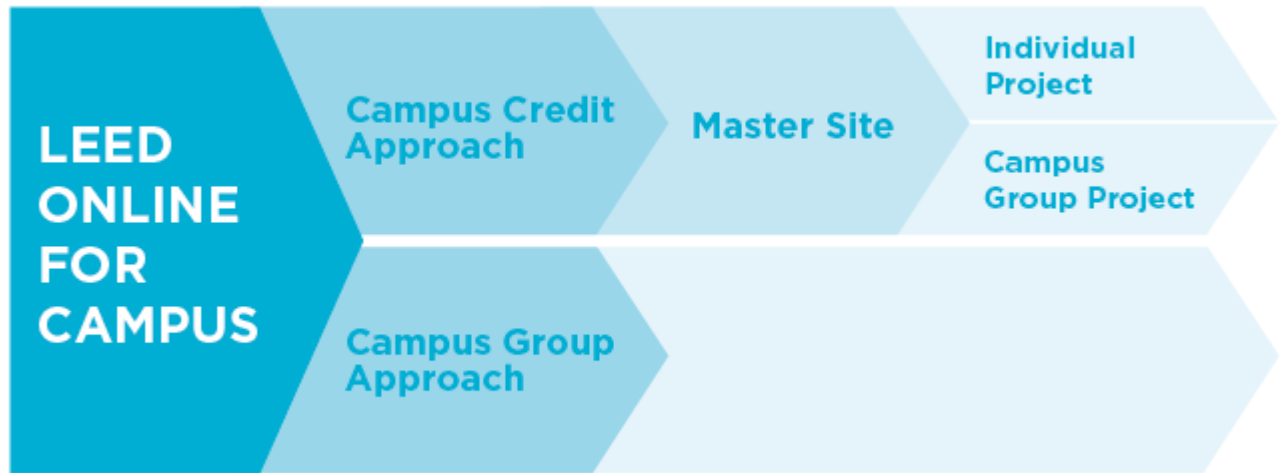 LEED
ONLINE
FOR
CAMPUS
Campus Credit
Approach
Master Site
Individual
Project
Campus
Group Project
Campus Group
Approach